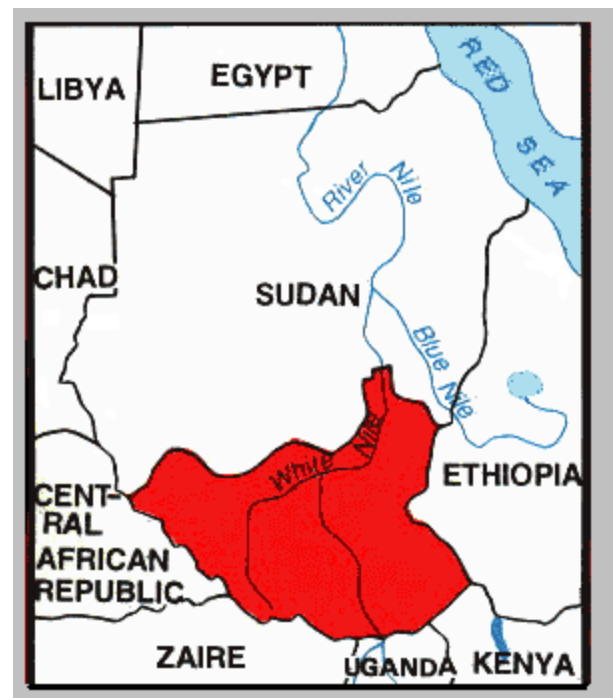 RED
SEA
EGYPT
LIBYA
River
Nile
CHAD
SUDAN
Blue Nile
White Nile
ETHIOPIA
CENT-
RAL
AFRICAN
REPUBLIC
ZAIRE
UGANDA
KENYA